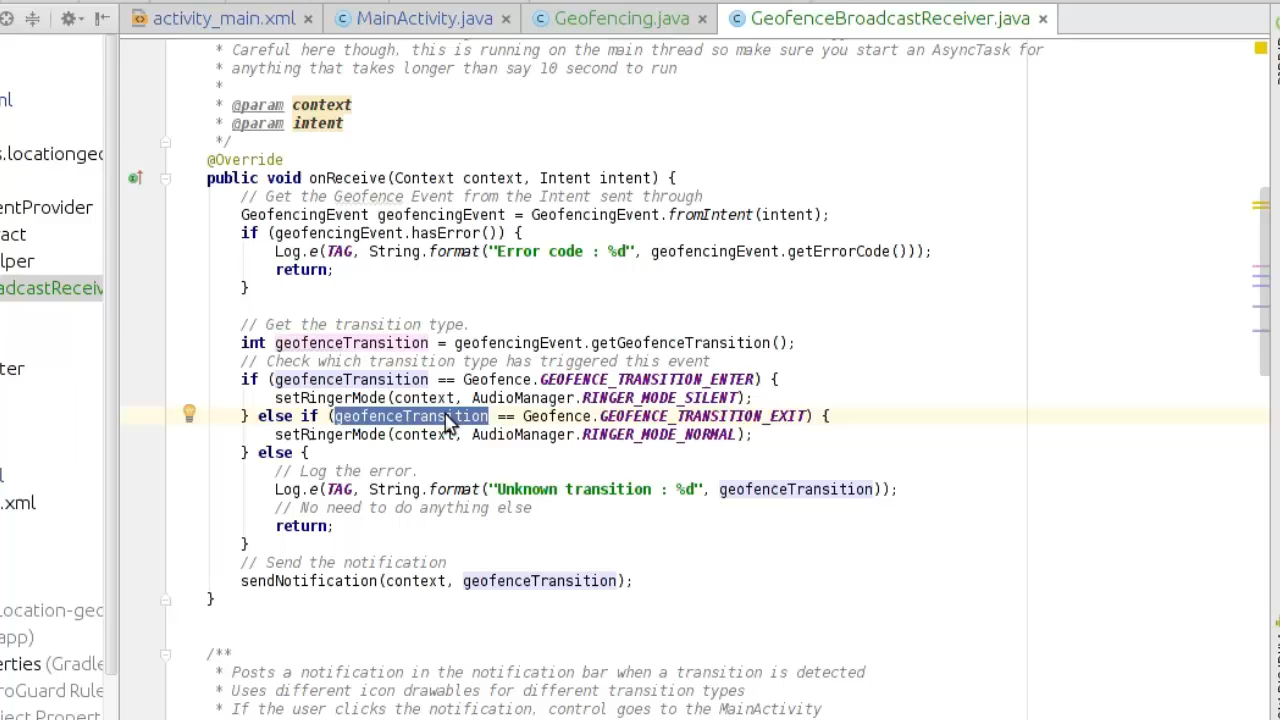 activity_main.xml × MainActivity.java × Geofencing.java × GeofenceBroadcastReceiver.java ×
* Careful here though, this is running on the main thread so make sure you start an AsyncTask for
* anything that takes longer than say 10 second to run
*
* @param context
* @param intent
*/
@Override
public void onReceive(Context context, Intent intent) {
// Get the Geofence Event from the Intent sent through
GeofencingEvent geofencingEvent = GeofencingEvent.fromIntent(intent);
if (geofencingEvent.hasError()) {
Log.e(TAG, String.format("Error code : %d", geofencingEvent.getErrorCode()));
return;
}
// Get the transition type.
int geofenceTransition = geofencingEvent.getGeofenceTransition();
// Check which transition type has triggered this event
if (geofenceTransition == Geofence.GEOFENCE_TRANSITION_ENTER) {
setRingerMode(context, AudioManager.RINGER_MODE_SILENT);
} else if (geofenceTransition == Geofence.GEOFENCE_TRANSITION_EXIT) {
setRingerMode(context, AudioManager.RINGER_MODE_NORMAL);
} else {
// Log the error.
Log.e(TAG, String.format("Unknown transition : %d", geofenceTransition));
// No need to do anything else
return;
}
// Send the notification
sendNotification(context, geofenceTransition);
}
/**
* Posts a notification in the notification bar when a transition is detected
* Uses different icon drawables for different transition types
* If the user clicks the notification, control goes to the MainActivity
ml
s.locationgeo
entProvider
ract
elper
adcastReceiv
ter
l
.xml
Location-geo
app)
erties (Gradle
roGuard Rule
Project Propert